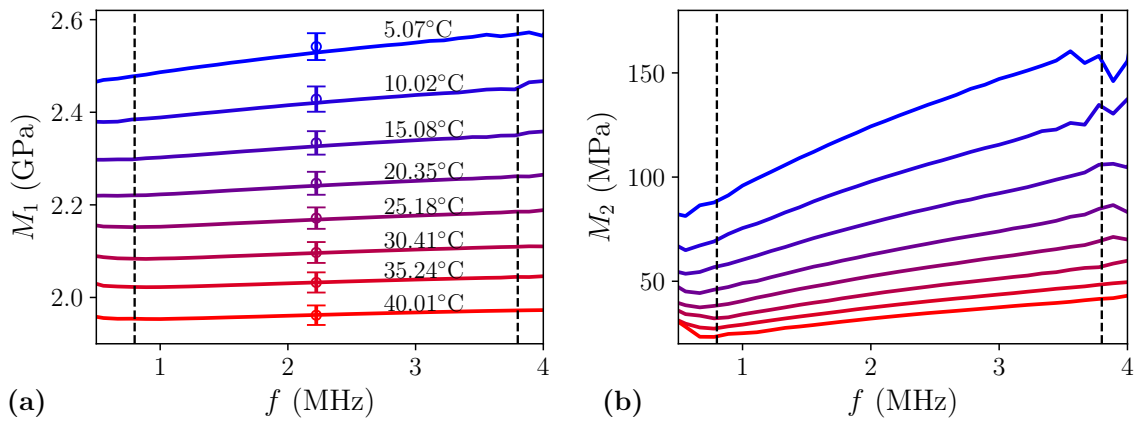 2.6
2.4
2.2
2.0
M₁ (GPa)
5.07°C
10.02°C
15.08°C
20.35°C
25.18°C
30.41°C
35.24°C
40.01°C
1 2 3 4
f (MHz)
(a)
150
100
50
M₂ (MPa)
1 2 3 4
f (MHz)
(b)